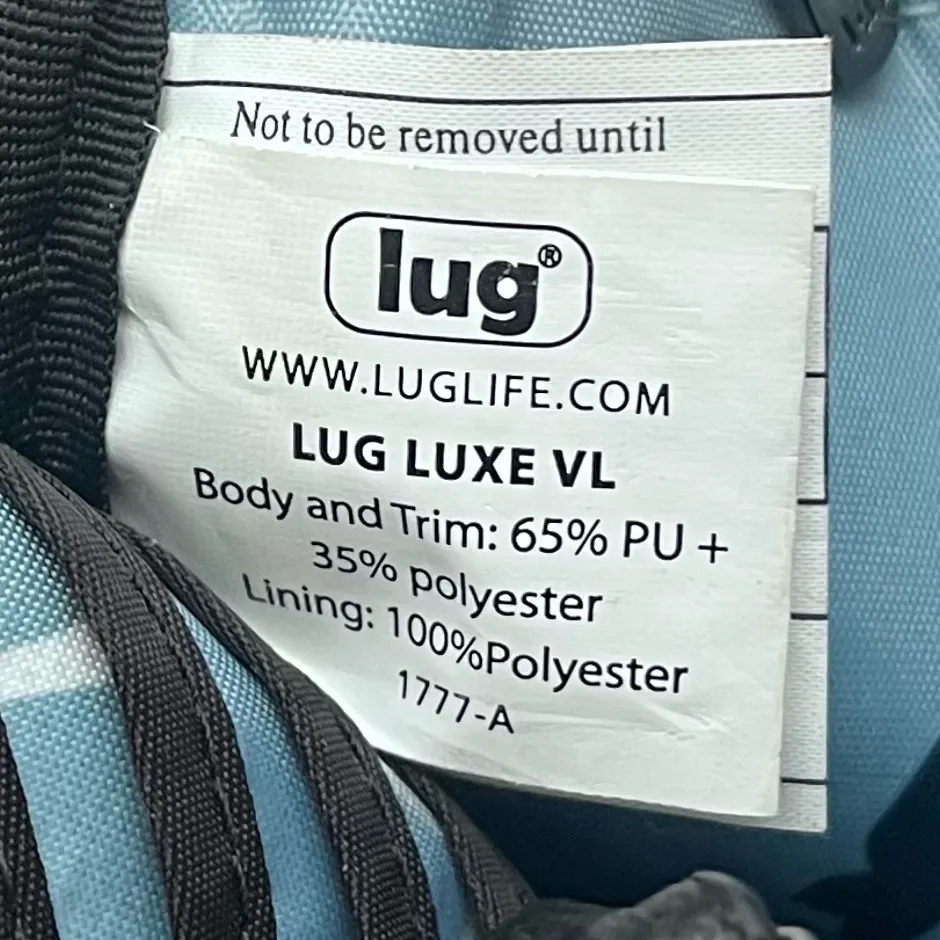 Not to be removed until
lug®
WWW.LUGLIFE.COM
LUG LUXE VL
Body and Trim: 65% PU +
35% polyester
Lining: 100%Polyester
1777-A